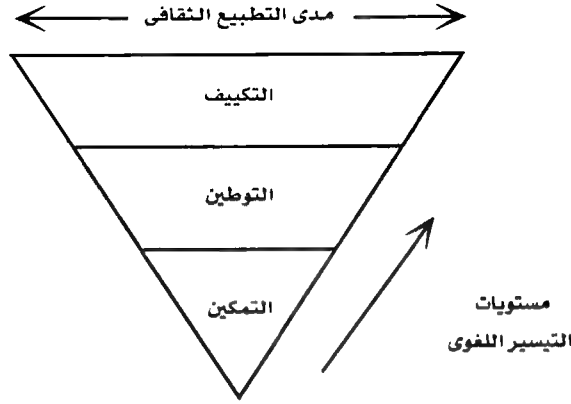 مدى التطبيع الثقافى
التكييف
التوطين
التمكين
مستويات
التيسير اللغوى